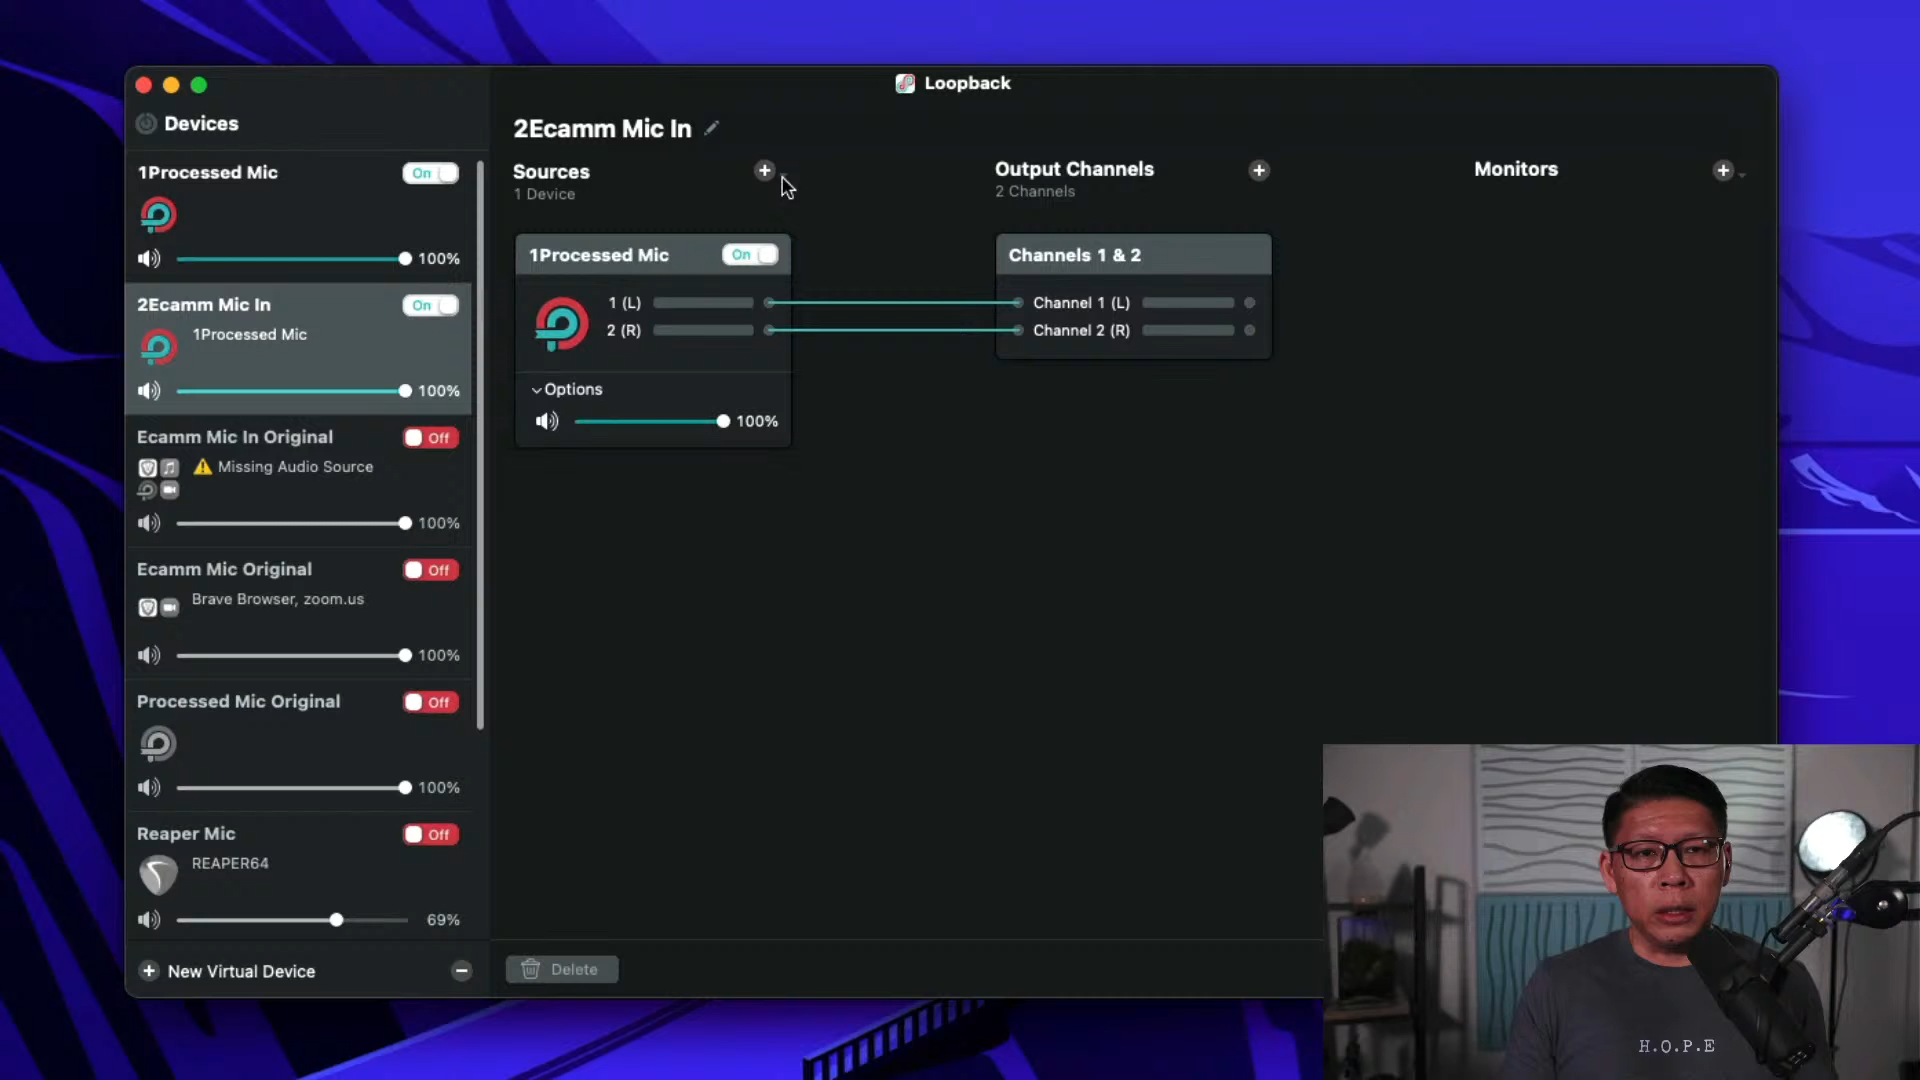 Loopback
Devices
1Processed Mic
On
100%
2Ecamm Mic In
On
1Processed Mic
100%
Ecamm Mic In Original
Off
Missing Audio Source
100%
Ecamm Mic Original
Off
Brave Browser, zoom.us
100%
Processed Mic Original
Off
100%
Reaper Mic
Off
REAPER64
69%
New Virtual Device
2Ecamm Mic In
Sources
1 Device
1Processed Mic
On
1 (L)
2 (R)
Options
100%
Delete
Output Channels
2 Channels
Channels 1 & 2
Channel 1 (L)
Channel 2 (R)
Monitors
H.O.P.E